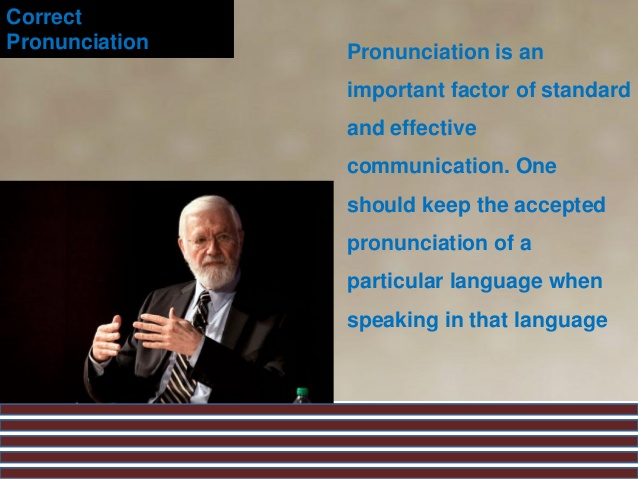 Correct
Pronunciation
Pronunciation is an
important factor of standard
and effective
communication. One
should keep the accepted
pronunciation of a
particular language when
speaking in that language